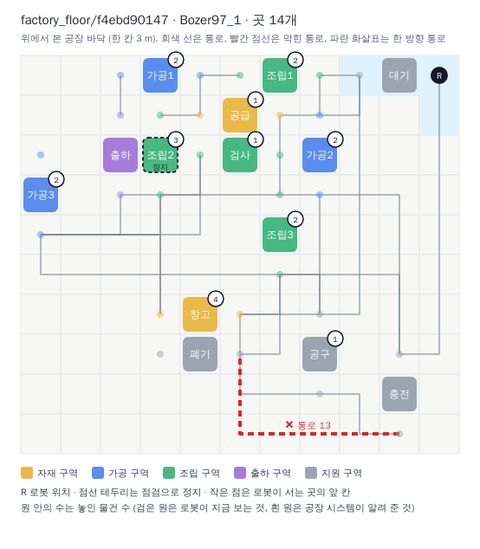 factory_floor/f4ebd90147 · Bozer97_1 · 곳 14개
위에서 본 공장 바닥 (한 칸 3 m). 회색 선은 통로, 빨간 점선은 막힌 통로, 파란 화살표는 한 방향 통로
2 2
가공1 조립1 대기 R
1
공급
3 1 2
출하 조립2 검사 가공2
정지
2
가공3
2
조립3
4
창고
1
폐기 공구
충전
✕ 통로 13
자재 구역 가공 구역 조립 구역 출하 구역 지원 구역
R 로봇 위치 · 점선 테두리는 점검으로 정지 · 작은 점은 로봇이 서는 곳의 앞 칸
원 안의 수는 놓인 물건 수 (검은 원은 로봇이 지금 보는 것, 흰 원은 공장 시스템이 알려 준 것)